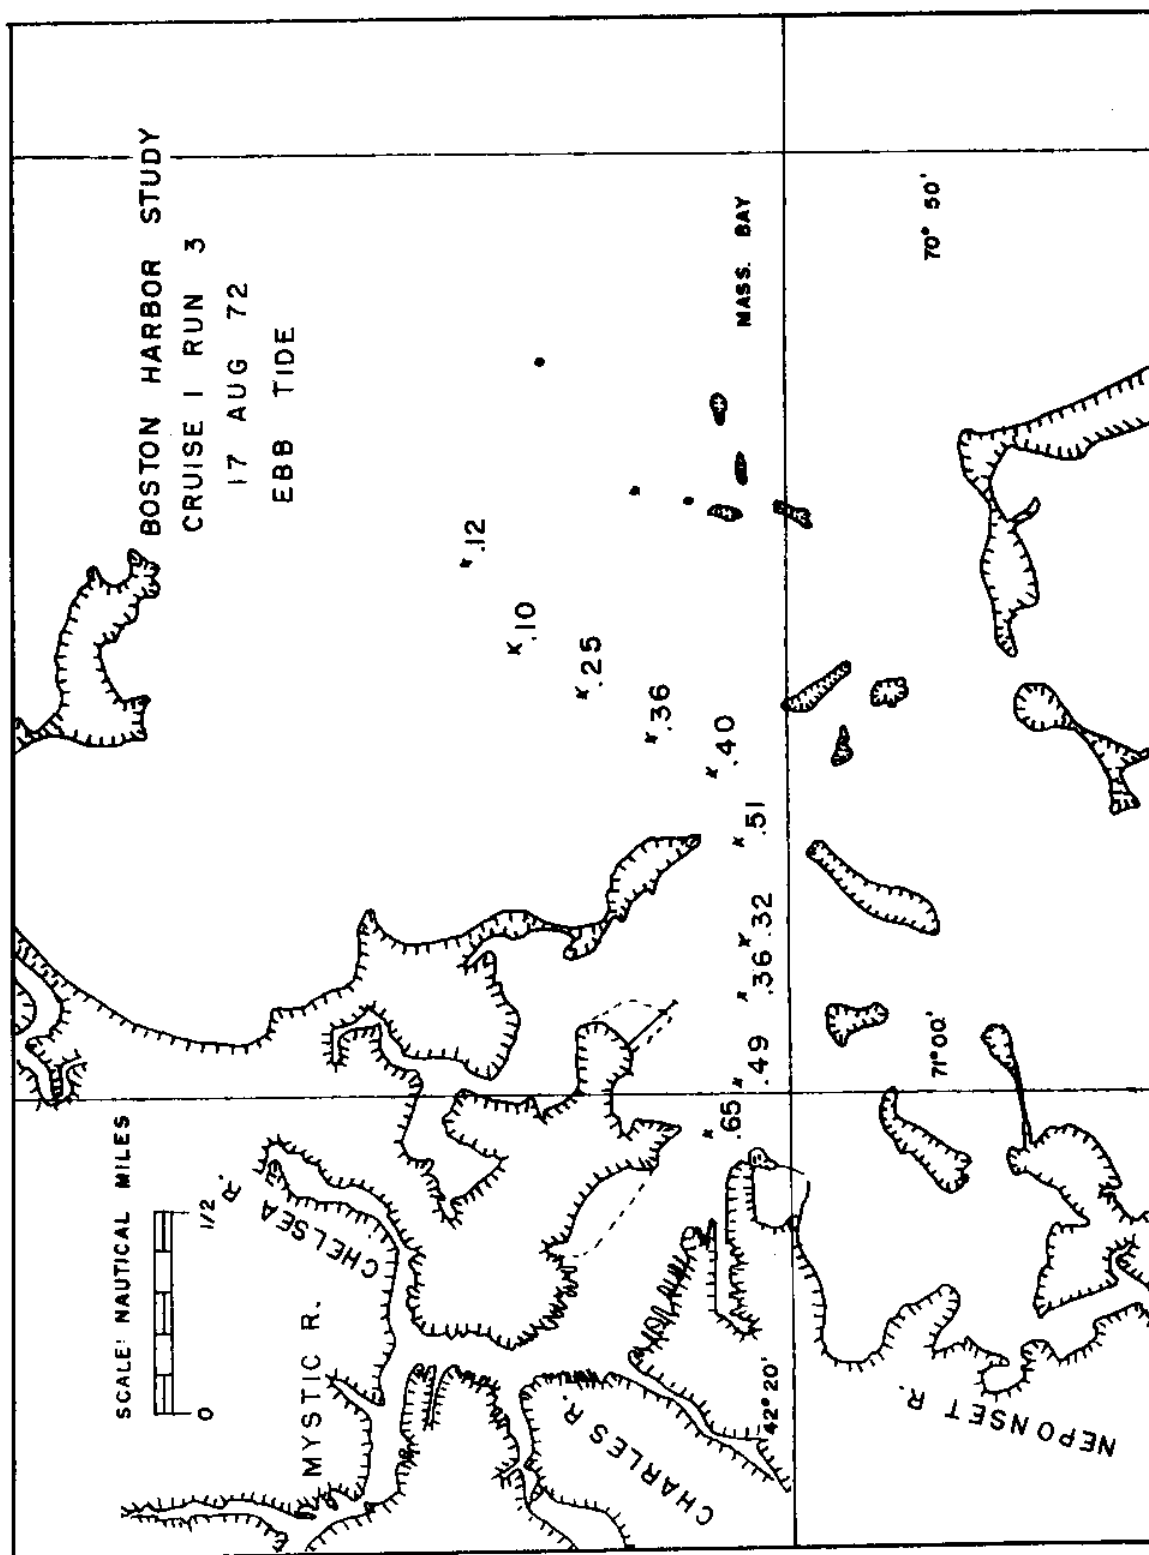 BOSTON HARBOR STUDY
CRUISE 1 RUN 3
17 AUG 72
EBB TIDE
SCALE: NAUTICAL MILES
0 1/2
CHELSEA R.
MYSTIC R.
CHARLES R.
NEPONSET R.
MASS. BAY
42° 20'
71° 00'
70° 50'
x .65
x .49
x .36
x .32
x .51
x .40
x .36
x .25
x .10
x .12